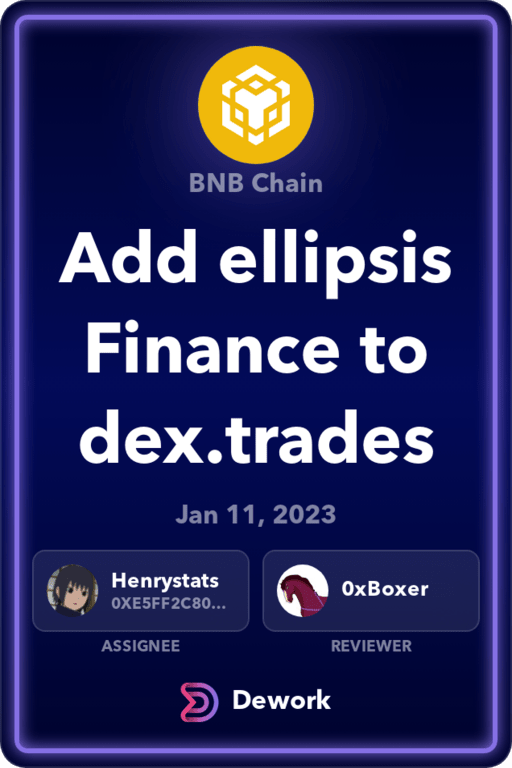 BNB Chain
Add ellipsis
Finance to
dex.trades
Jan 11, 2023
Henrystats
0XE5FF2C80...
0xBoxer
ASSIGNEE
REVIEWER
Dework